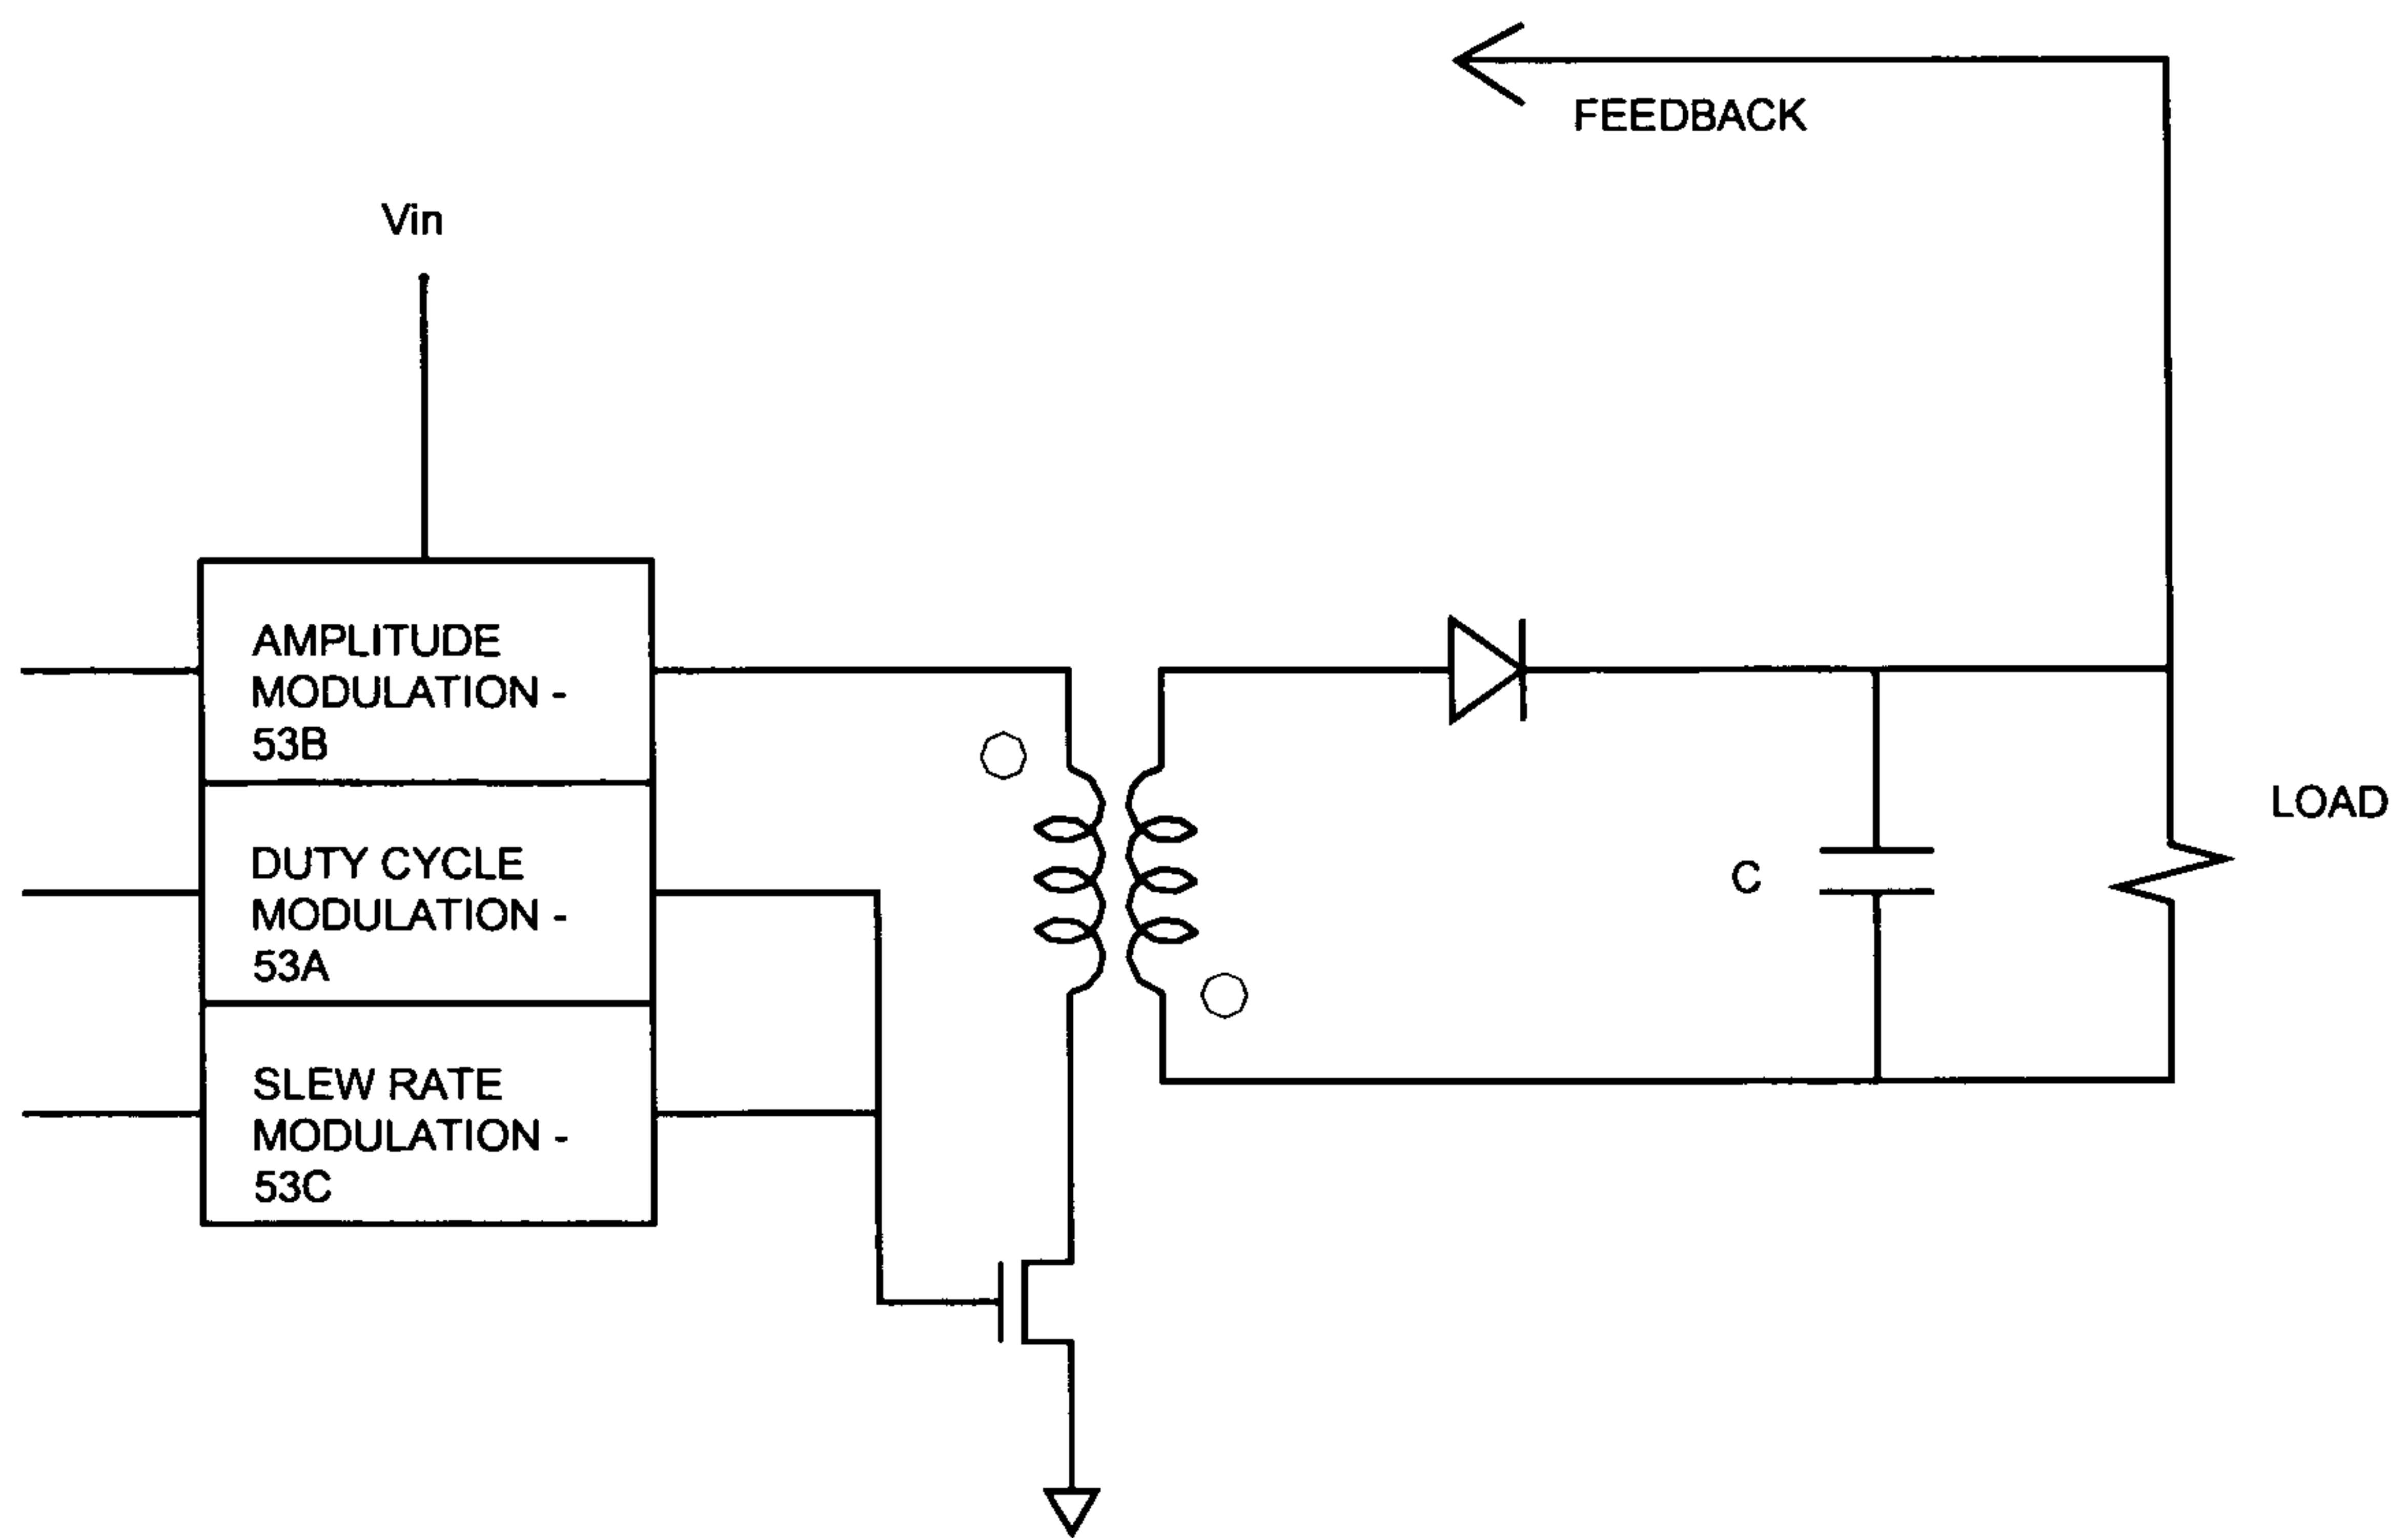 FEEDBACK
Vin
AMPLITUDE
MODULATION -
53B
DUTY CYCLE
MODULATION -
53A
SLEW RATE
MODULATION -
53C
C
LOAD